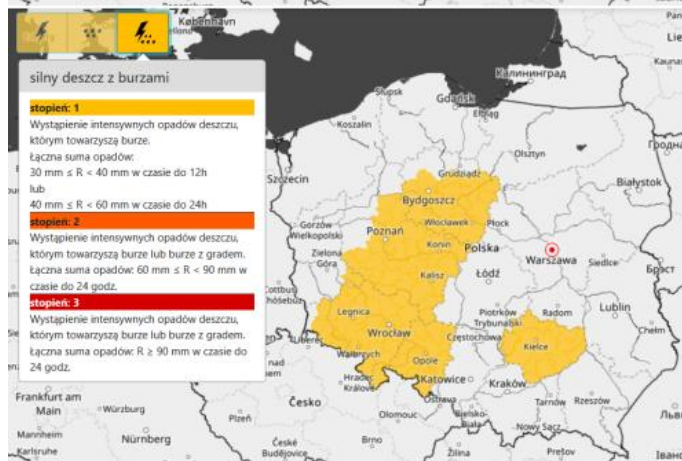 København
silny deszcz z burzami
stopień: 1
Wystąpienie intensywnych opadów deszczu,
którym towarzyszą burze.
Łączna suma opadów:
30 mm ≤ R < 40 mm w czasie do 12h
lub
40 mm ≤ R < 60 mm w czasie do 24h
stopień: 2
Wystąpienie intensywnych opadów deszczu,
którym towarzyszą burze lub burze z gradem.
Łączna suma opadów: 60 mm ≤ R < 90 mm w
czasie do 24 godz.
stopień: 3
Wystąpienie intensywnych opadów deszczu,
którym towarzyszą burze lub burze z gradem.
Łączna suma opadów: R ≥ 90 mm w czasie do
24 godz.
Калининград
Słupsk
Gdańsk
Elbląg
Koszalin
Olsztyn
Szczecin
Grudziądz
Białystok
Bydgoszcz
Gorzów
Wielkopolski
Włocławek
Płock
Poznań
Konin
Polska
Zielona
Góra
Warszawa
Siedlce
Брэст
Kalisz
Łódź
Legnica
Piotrków
Trybunalski
Radom
Lublin
Wrocław
Częstochowa
Kielce
Chełm
Wałbrzych
Opole
Hradec
Králové
Katowice
Kraków
Frankfurt am
Main
Würzburg
Česko
Ostrava
Tarnów
Rzeszów
Plzeň
Olomouc
Bielsko-
Biała
Nowy Sącz
Mannheim
Karlsruhe
Nürnberg
České
Budějovice
Brno
Žilina
Prešov